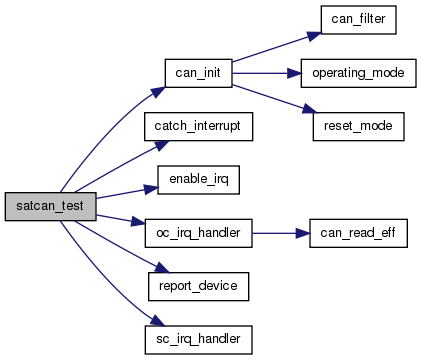 can_filter
can_init
operating_mode
reset_mode
catch_interrupt
enable_irq
satcan_test
oc_irq_handler
can_read_eff
report_device
sc_irq_handler